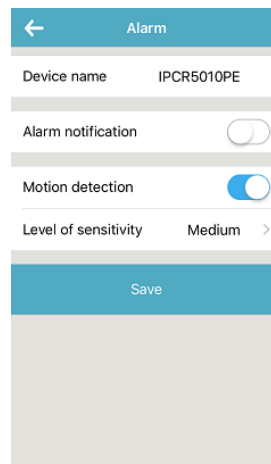 Alarm
Device name IPCR5010PE
Alarm notification
Motion detection
Level of sensitivity Medium
Save